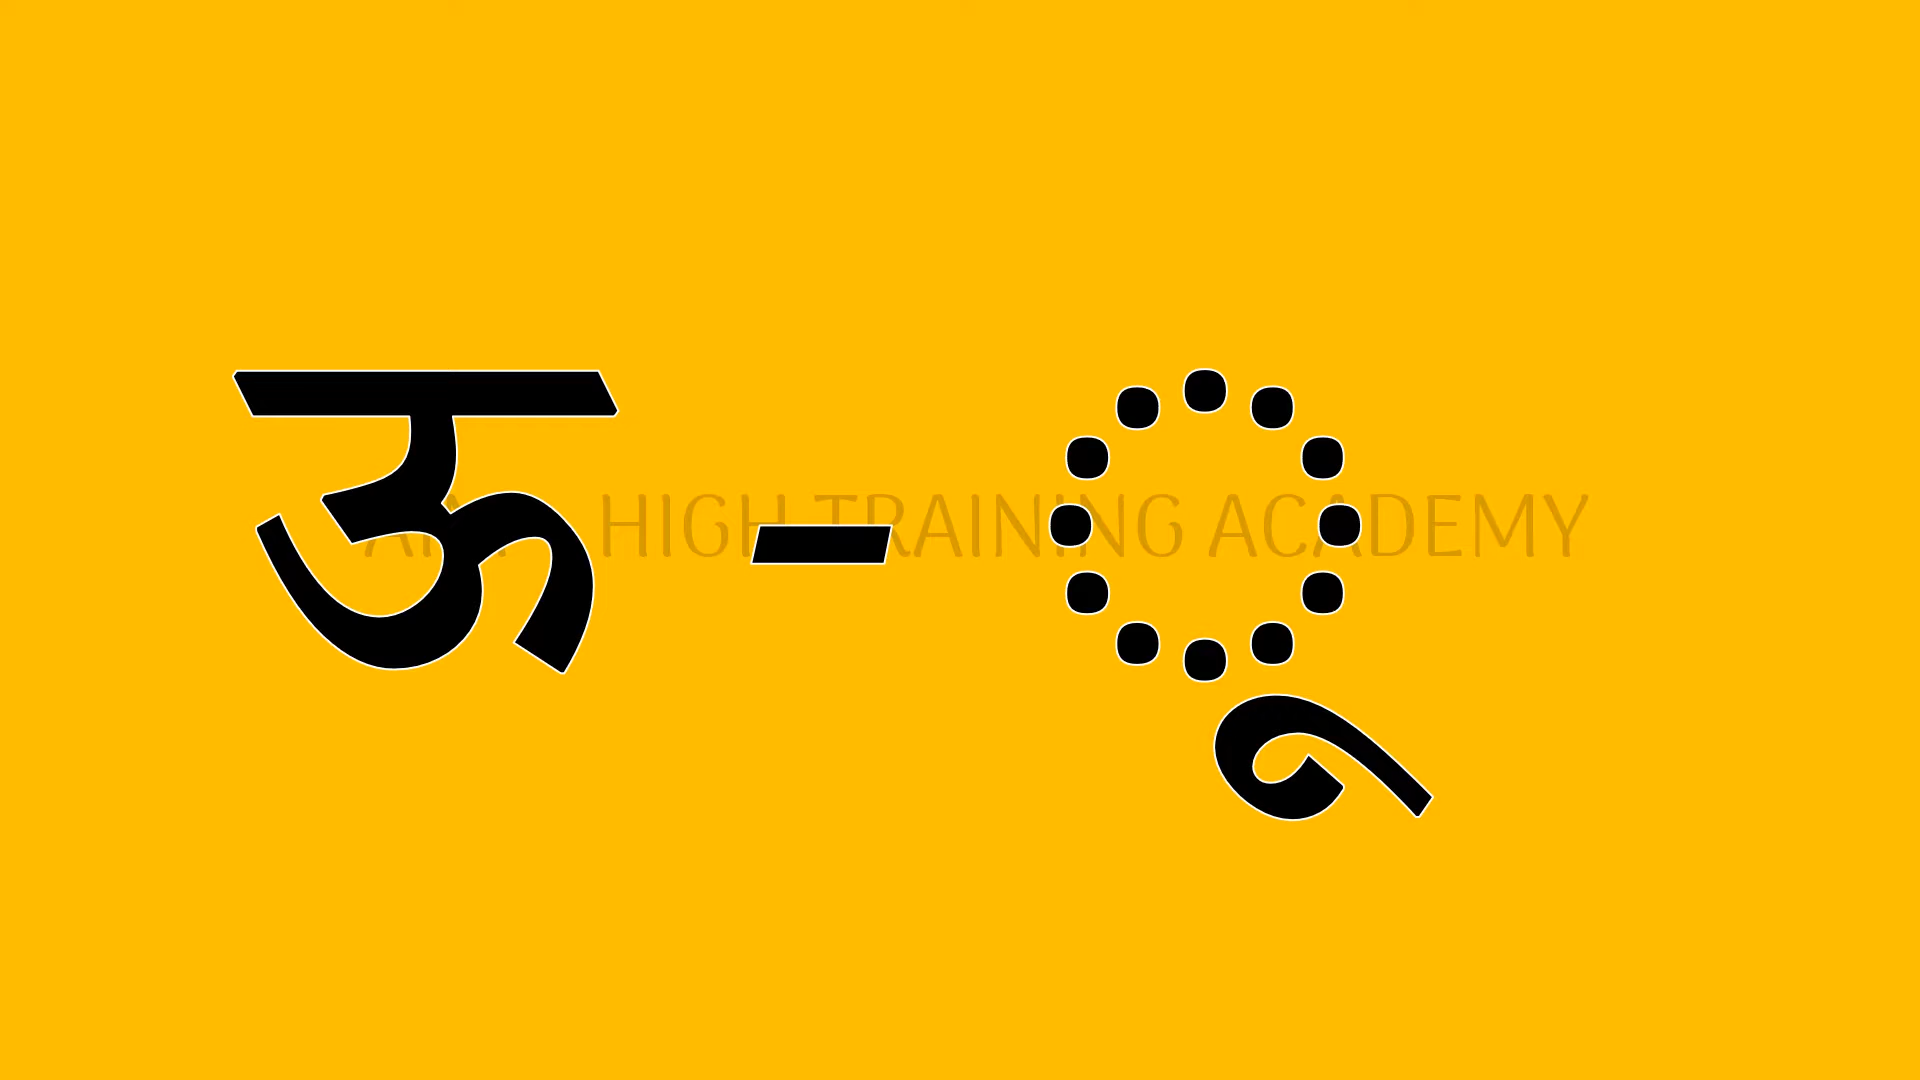 ऊ - ू
HIGH TRAINING ACADEMY